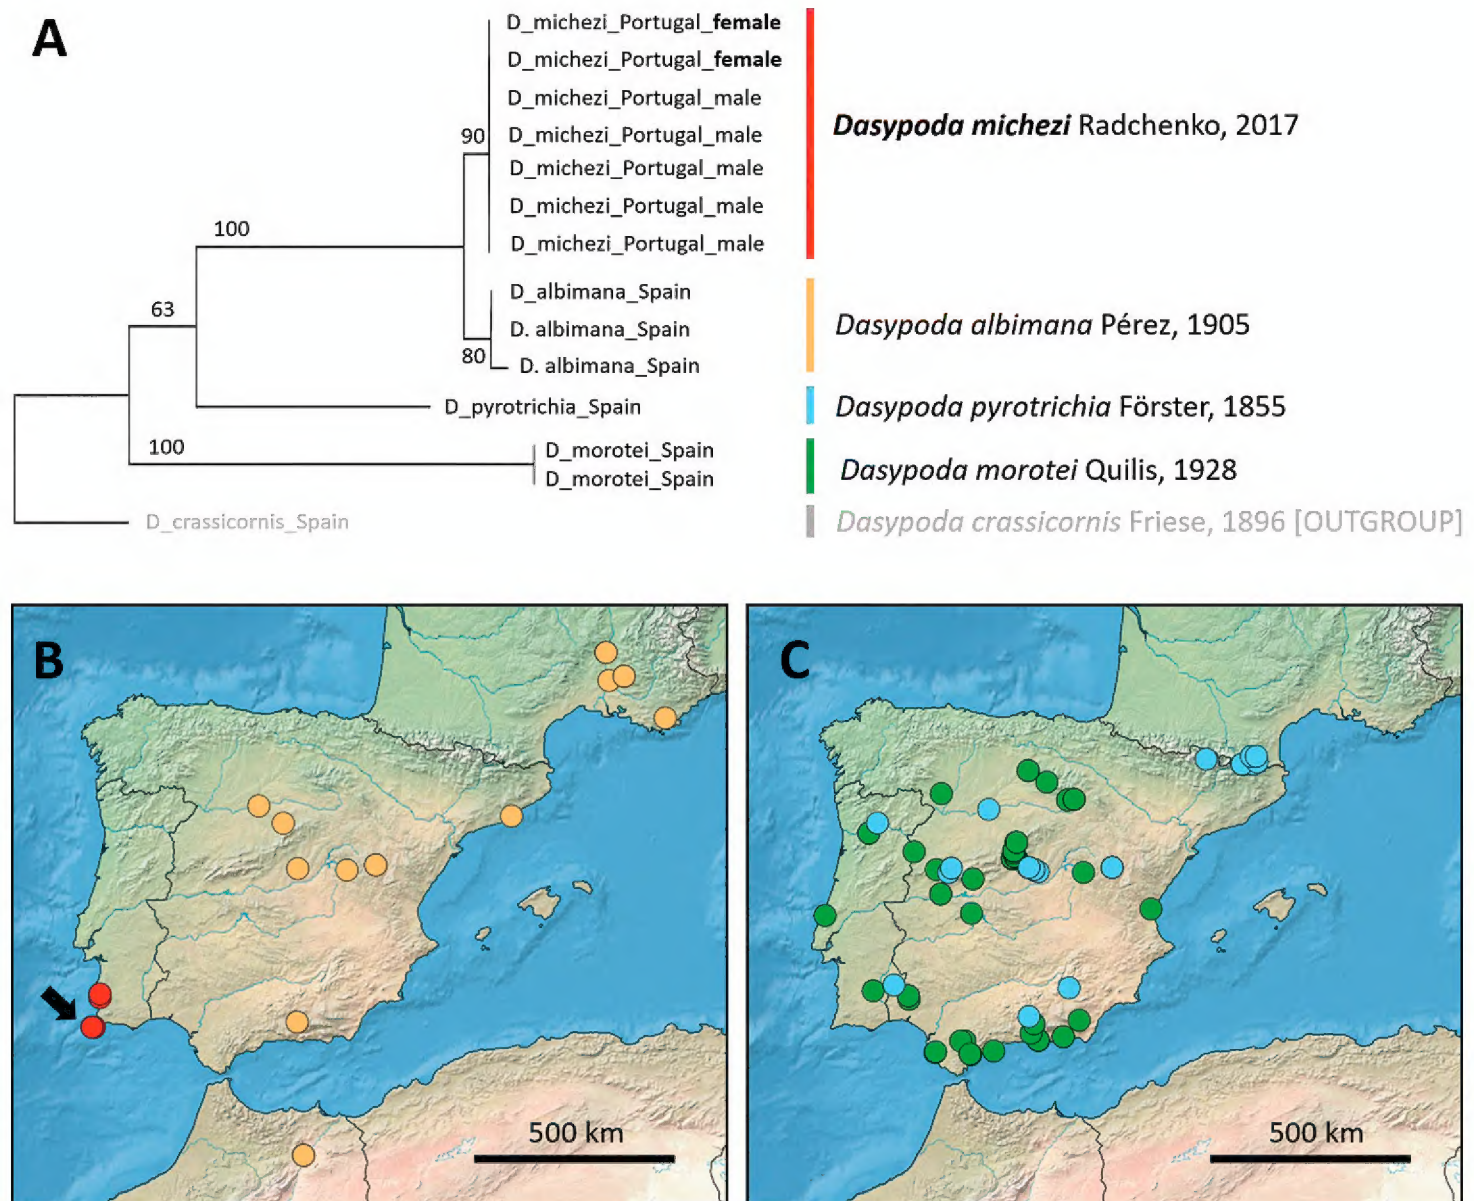 A
D_michezi_Portugal_female
D_michezi_Portugal_female
D_michezi_Portugal_male
D_michezi_Portugal_male
D_michezi_Portugal_male
D_michezi_Portugal_male
D_michezi_Portugal_male
90
Dasypoda michezi Radchenko, 2017
100
D_albimana_Spain
D. albimana_Spain
D. albimana_Spain
80
Dasypoda albimana Pérez, 1905
63
D_pyrotrichia_Spain
Dasypoda pyrotrichia Förster, 1855
100
D_morotei_Spain
D_morotei_Spain
Dasypoda morotei Quilis, 1928
D_crassicornis_Spain
Dasypoda crassicornis Friese, 1896 [OUTGROUP]
B
500 km
C
500 km